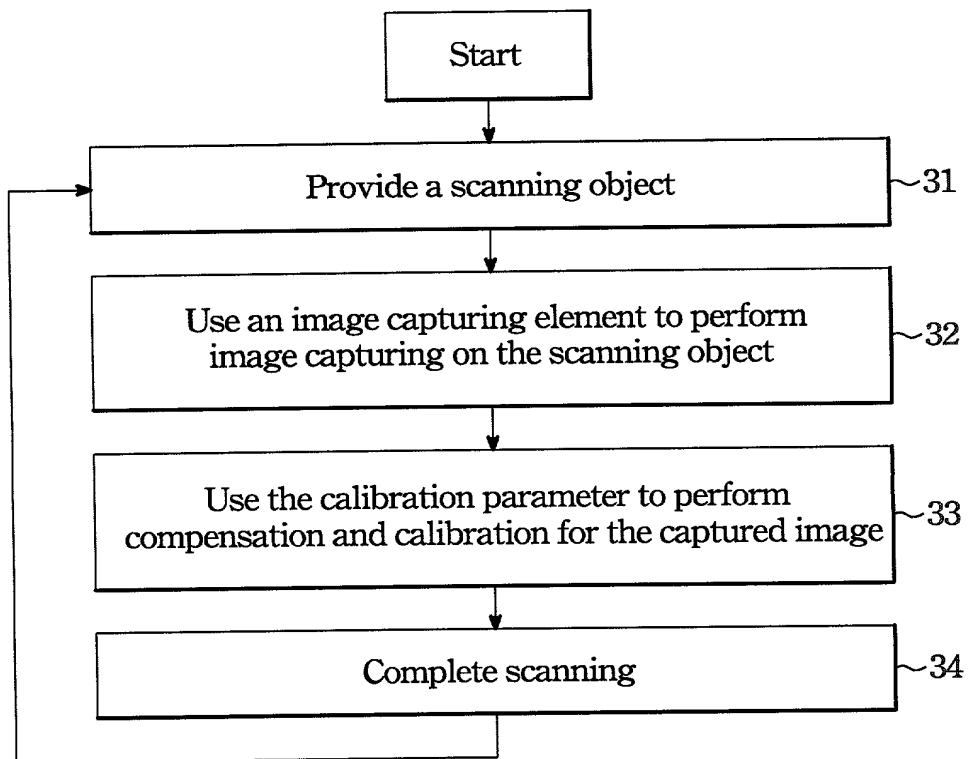 Start
Provide a scanning object
31
Use an image capturing element to perform
image capturing on the scanning object
32
Use the calibration parameter to perform
compensation and calibration for the captured image
33
Complete scanning
34